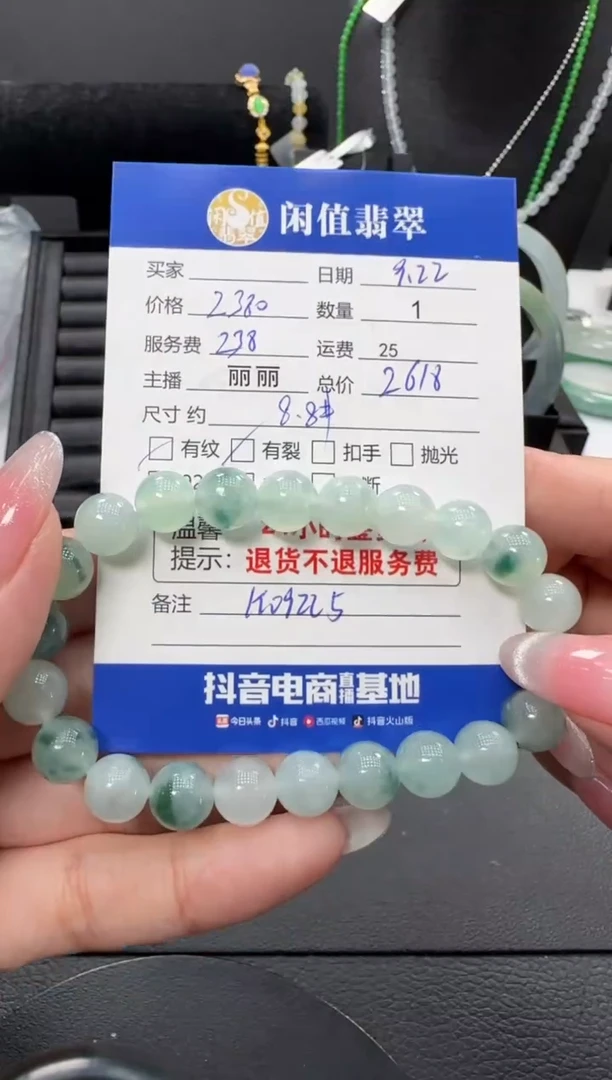 闲值翡翠
买家 日期 9.22
价格 2380 数量 1
服务费 238 运费 25
主播 丽丽 总价 2618
尺寸 约 8.8#
有纹 有裂 扣手 抛光
温馨
提示：退货不退服务费
备注 K09225
抖音电商直播基地
今日头条 抖音 西瓜视频 抖音火山版